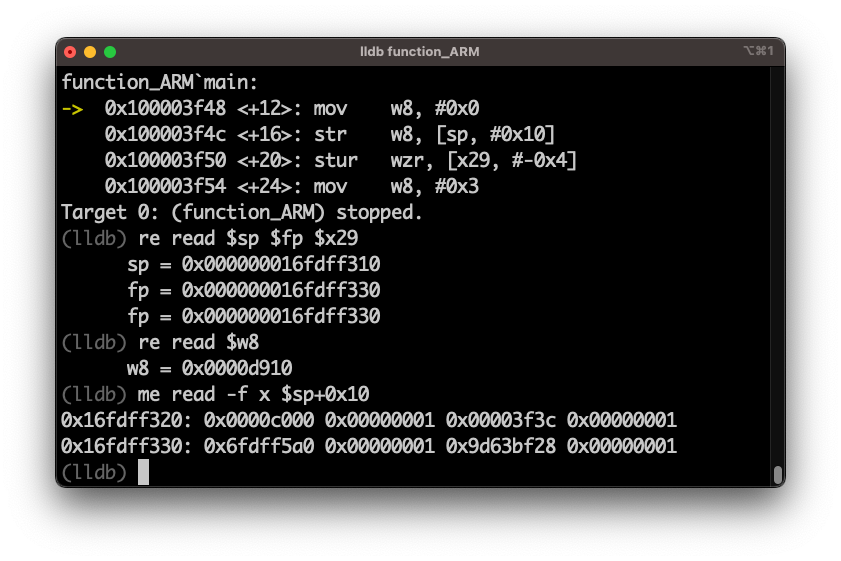 lldb function_ARM
⌥⌘1
function_ARM`main:
->  0x100003f48 <+12>: mov    w8, #0x0
    0x100003f4c <+16>: str    w8, [sp, #0x10]
    0x100003f50 <+20>: stur   wzr, [x29, #-0x4]
    0x100003f54 <+24>: mov    w8, #0x3
Target 0: (function_ARM) stopped.
(lldb) re read $sp $fp $x29
      sp = 0x000000016fdff310
      fp = 0x000000016fdff330
      fp = 0x000000016fdff330
(lldb) re read $w8
      w8 = 0x0000d910
(lldb) me read -f x $sp+0x10
0x16fdff320: 0x0000c000 0x00000001 0x00003f3c 0x00000001
0x16fdff330: 0x6fdff5a0 0x00000001 0x9d63bf28 0x00000001
(lldb)